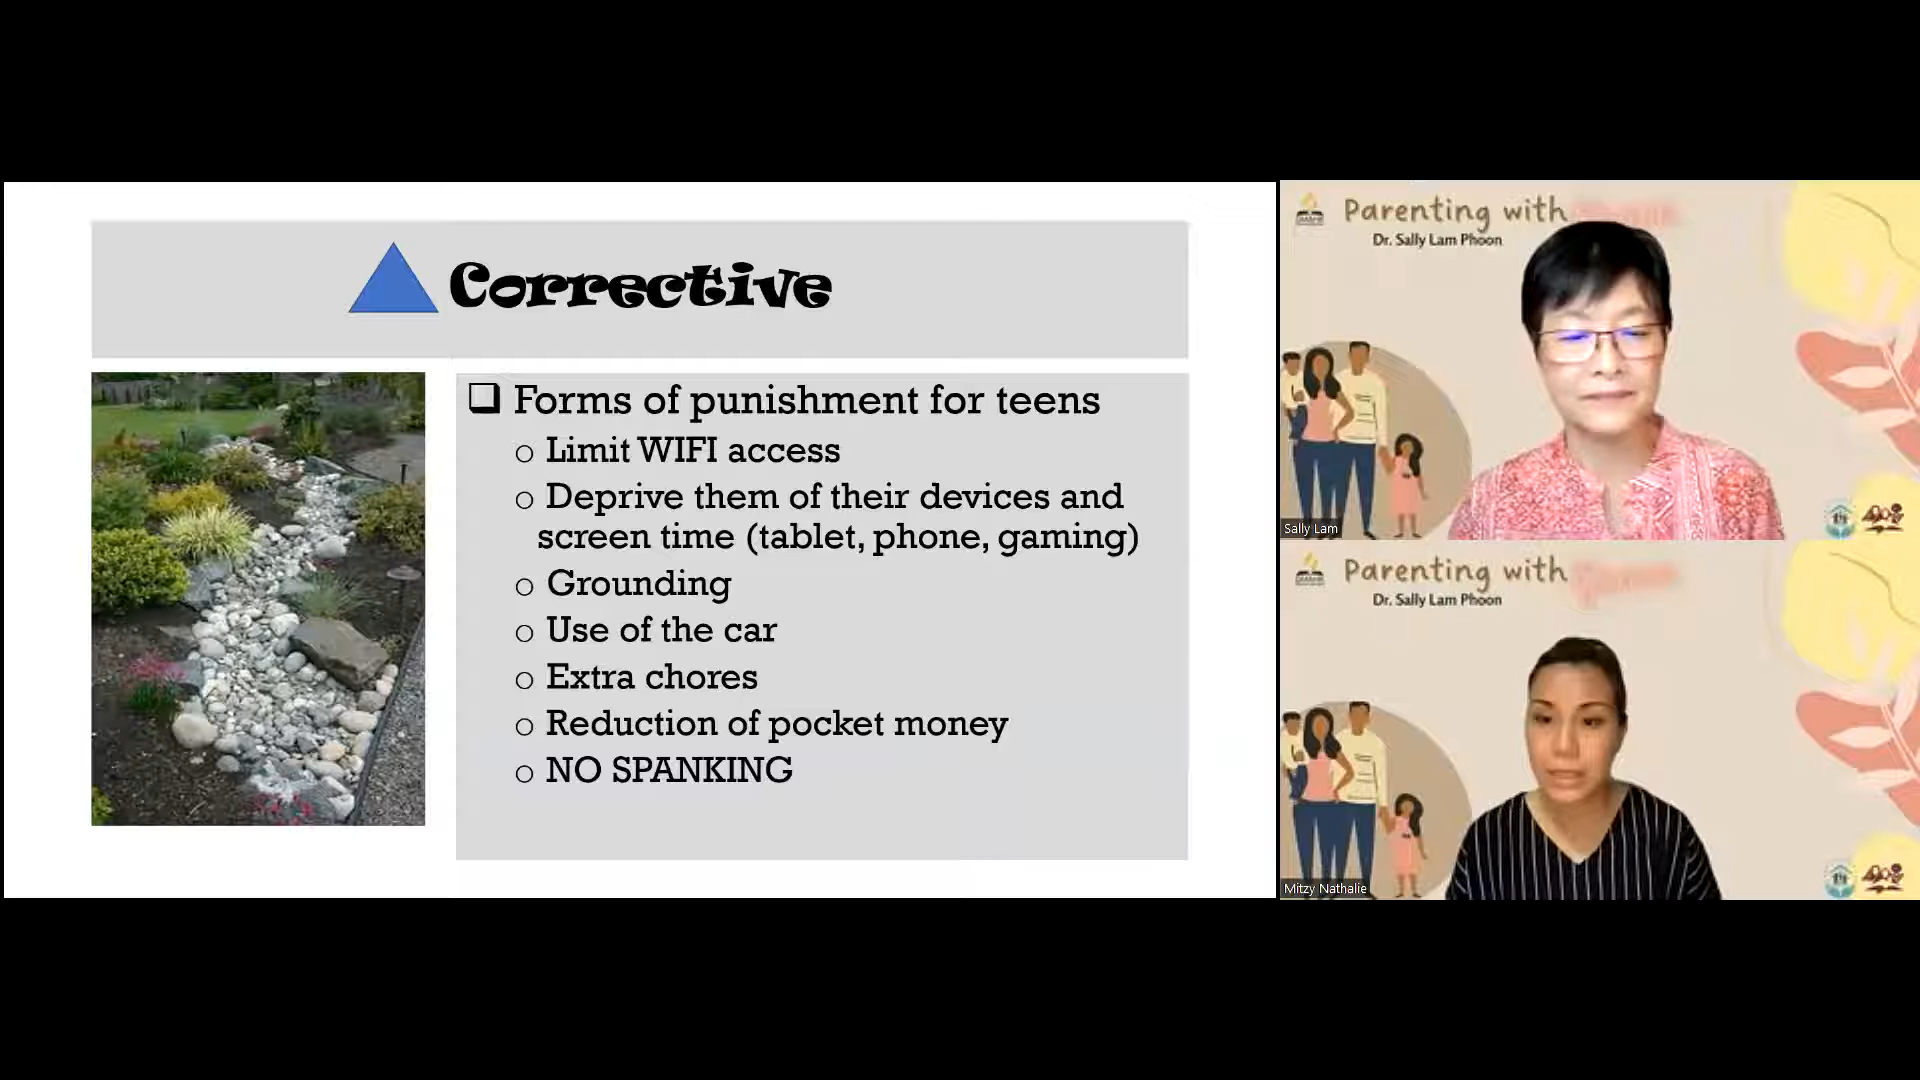 Corrective
❑ Forms of punishment for teens
o Limit WIFI access
o Deprive them of their devices and
screen time (tablet, phone, gaming)
o Grounding
o Use of the car
o Extra chores
o Reduction of pocket money
o NO SPANKING
Parenting with
Dr. Sally Lam Phoon
Sally Lam
Parenting with
Dr. Sally Lam Phoon
Mitzy Nathalie